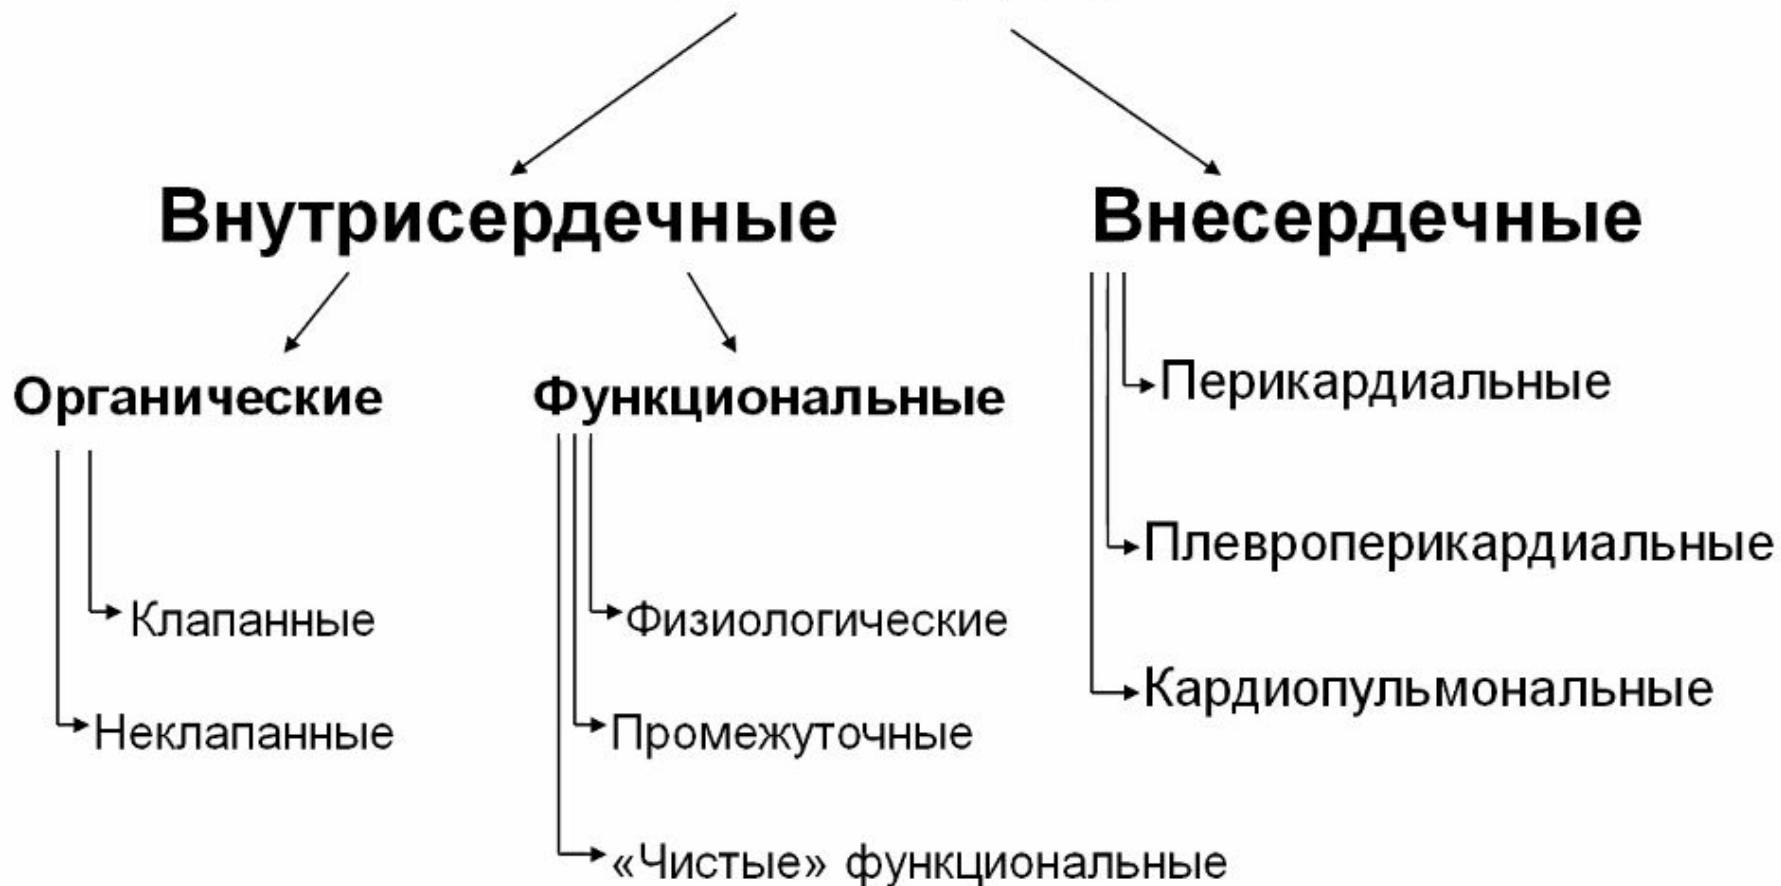 Внутрисердечные
Внесердечные
Органические
Функциональные
Перикардиальные
Плевроперикардиальные
Кардиопульмональные
Клапанные
Неклапанные
Физиологические
Промежуточные
«Чистые» функциональные